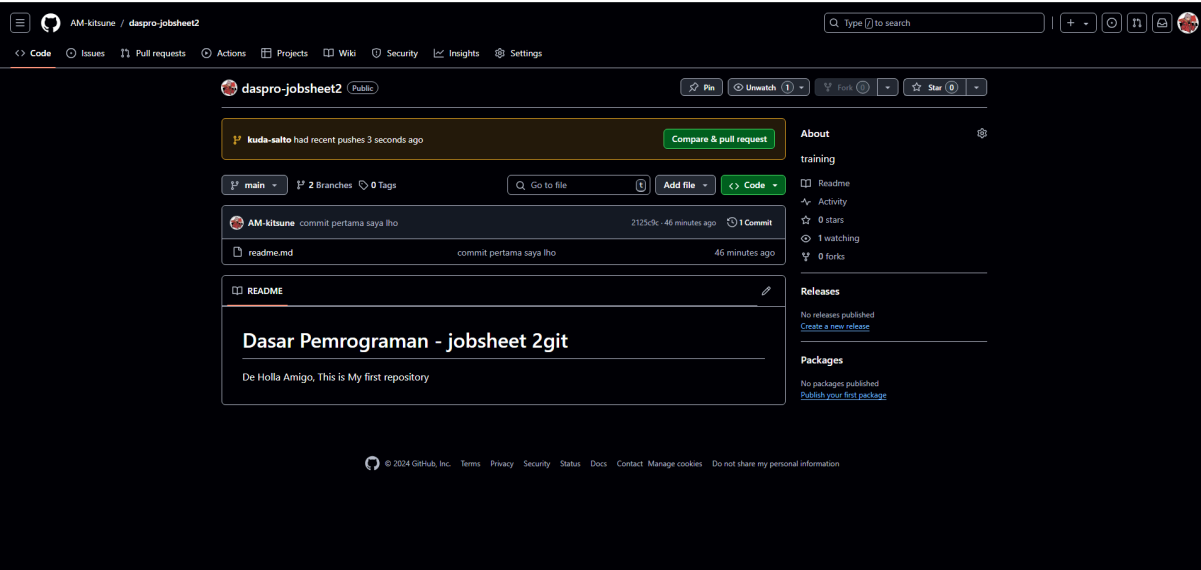 AM-kitsune / daspro-jobsheet2
Type / to search
Code Issues Pull requests Actions Projects Wiki Security Insights Settings
daspro-jobsheet2 Public
Pin Unwatch 1 Fork 0 Star 0
kuda-salto had recent pushes 3 seconds ago Compare & pull request
main 2 Branches 0 Tags Go to file t Add file Code
AM-kitsune commit pertama saya lho 2125c9c · 46 minutes ago 1 Commit
readme.md commit pertama saya lho 46 minutes ago
README
Dasar Pemrograman - jobsheet 2git
De Holla Amigo, This is My first repository
About
training
Readme
Activity
0 stars
1 watching
0 forks
Releases
No releases published
Create a new release
Packages
No packages published
Publish your first package
© 2024 GitHub, Inc. Terms Privacy Security Status Docs Contact Manage cookies Do not share my personal information